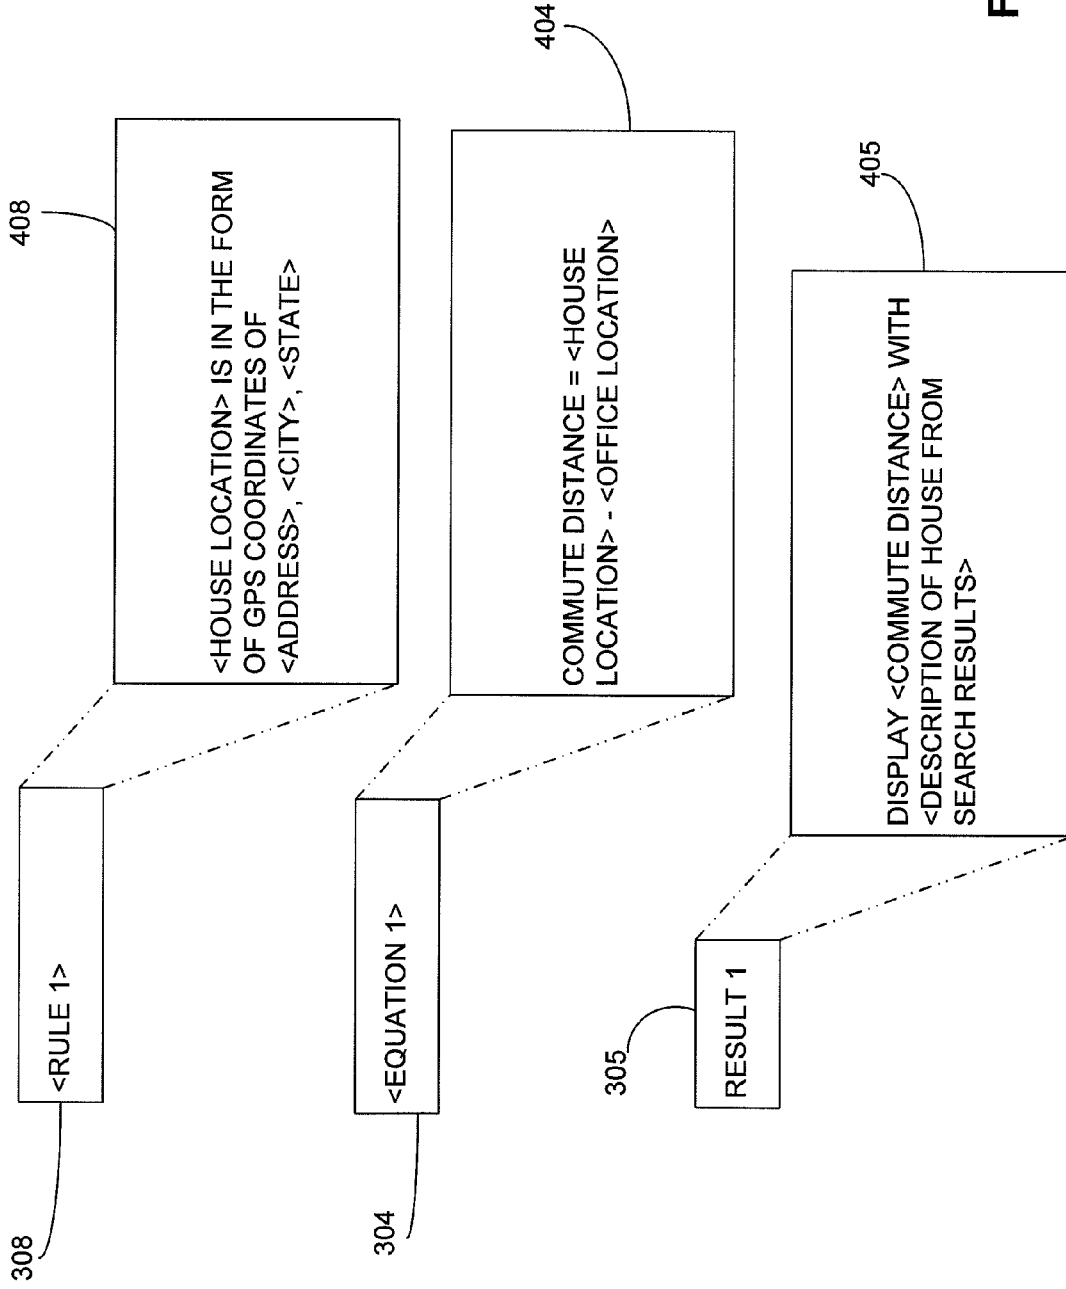 408
308
<RULE 1>
<HOUSE LOCATION> IS IN THE FORM
OF GPS COORDINATES OF
<ADDRESS>, <CITY>, <STATE>
404
304
<EQUATION 1>
COMMUTE DISTANCE = <HOUSE
LOCATION> - <OFFICE LOCATION>
405
305
RESULT 1
DISPLAY <COMMUTE DISTANCE> WITH
<DESCRIPTION OF HOUSE FROM
SEARCH RESULTS>
F